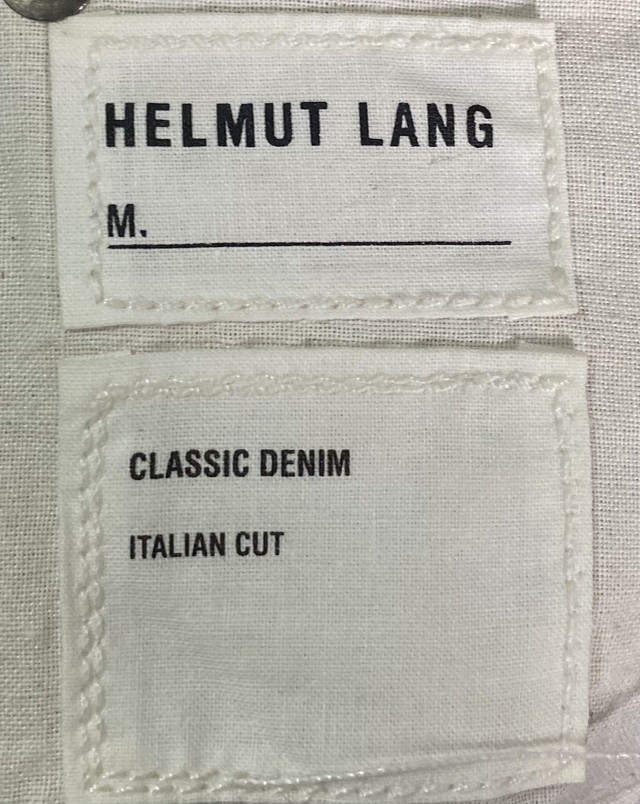 HELMUT LANG
M.
CLASSIC DENIM
ITALIAN CUT